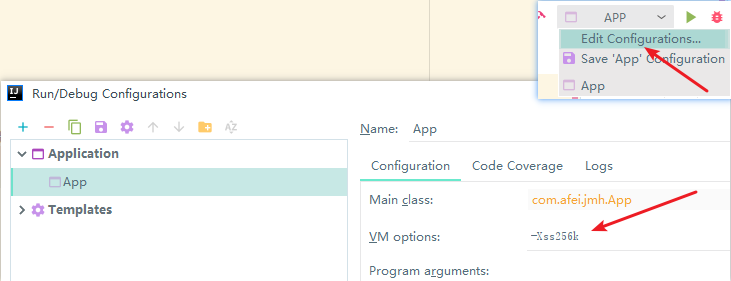 APP
Edit Configurations...
Save 'App' Configuration
App
IJ
Run/Debug Configurations
Application
App
Templates
Name: App
Configuration Code Coverage Logs
Main class: com.afei.jmh.App
VM options: -Xss256k
Program arguments: